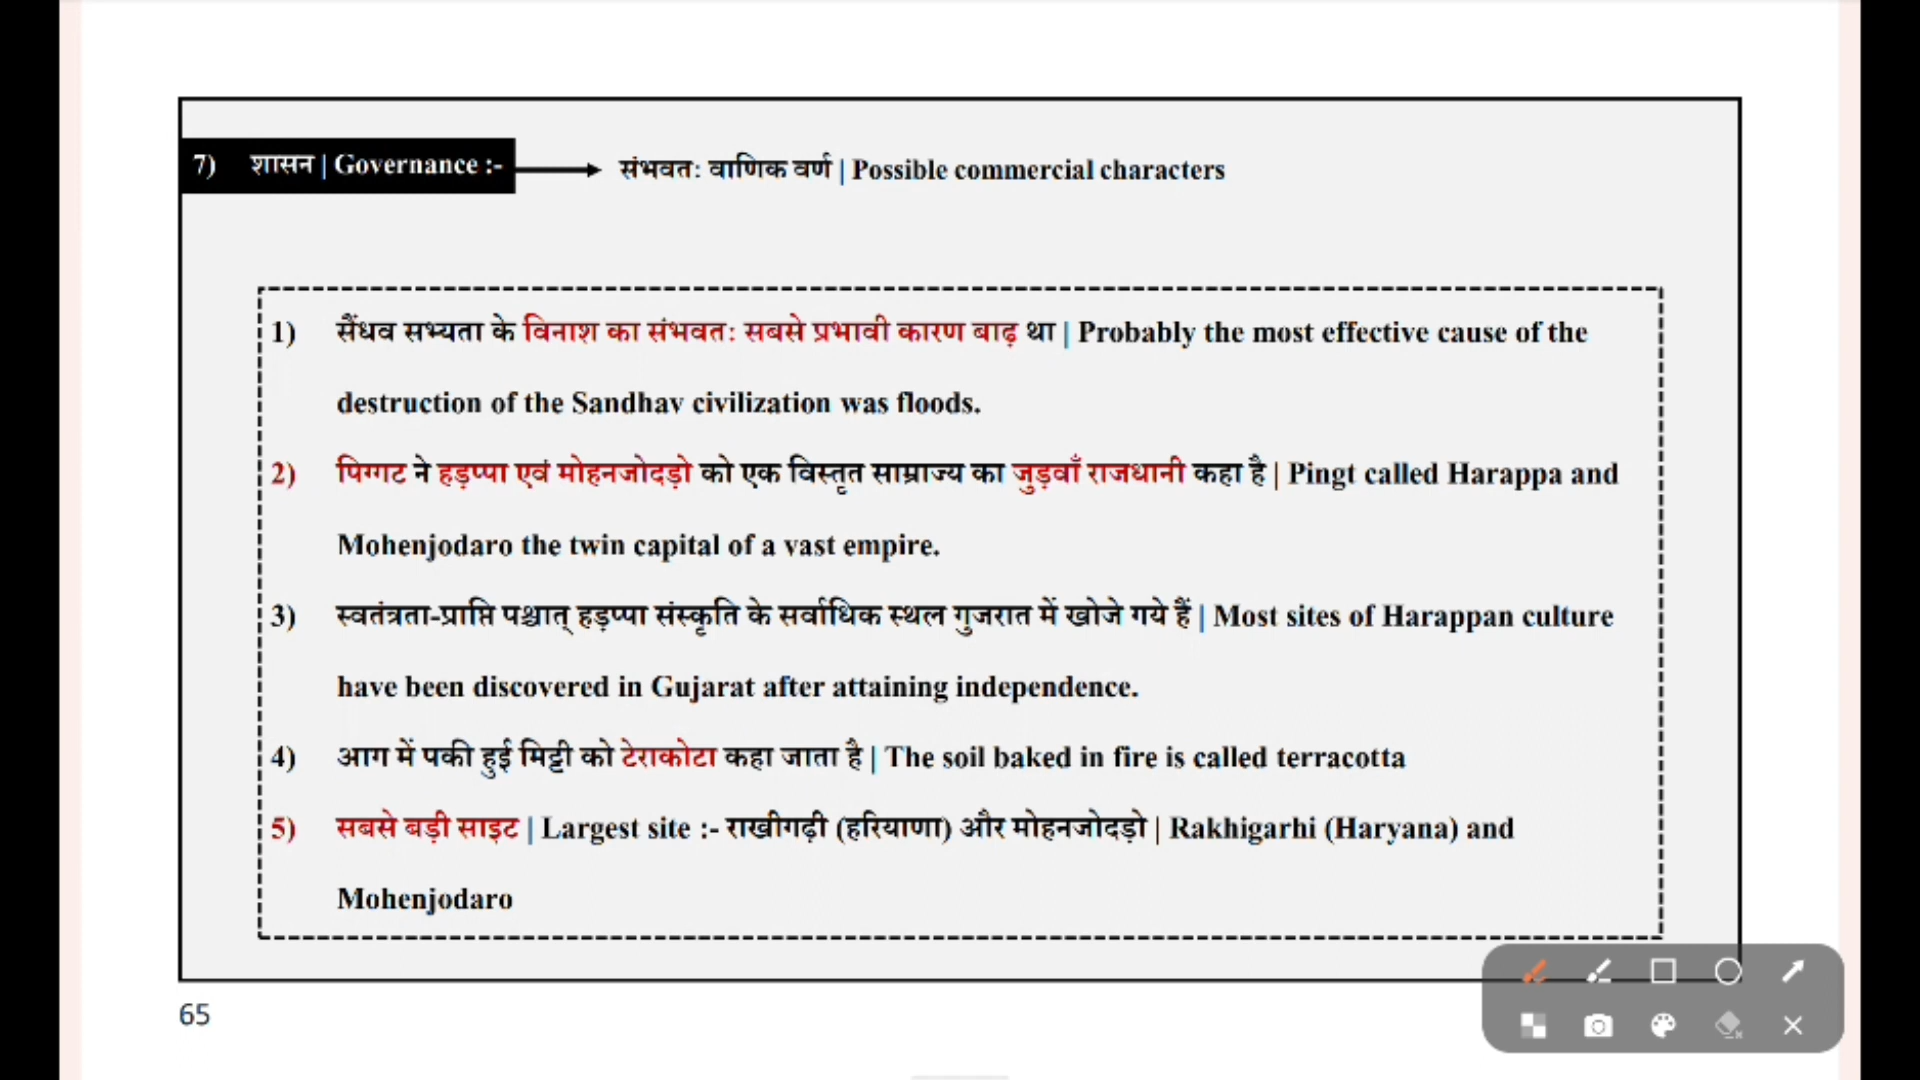 7) शासन | Governance :- संभवत: वाणिक वर्ण | Possible commercial characters
1) सैंधव सभ्यता के विनाश का संभवत: सबसे प्रभावी कारण बाढ़ था | Probably the most effective cause of the
destruction of the Sandhav civilization was floods.
2) पिग्गट ने हड़प्पा एवं मोहनजोदड़ो को एक विस्तृत साम्राज्य का जुड़वाँ राजधानी कहा है | Pingt called Harappa and
Mohenjodaro the twin capital of a vast empire.
3) स्वतंत्रता-प्राप्ति पश्चात् हड़प्पा संस्कृति के सर्वाधिक स्थल गुजरात में खोजे गये हैं | Most sites of Harappan culture
have been discovered in Gujarat after attaining independence.
4) आग में पकी हुई मिट्टी को टेराकोटा कहा जाता है | The soil baked in fire is called terracotta
5) सबसे बड़ी साइट | Largest site :- राखीगढ़ी (हरियाणा) और मोहनजोदड़ो | Rakhigarhi (Haryana) and
Mohenjodaro
65